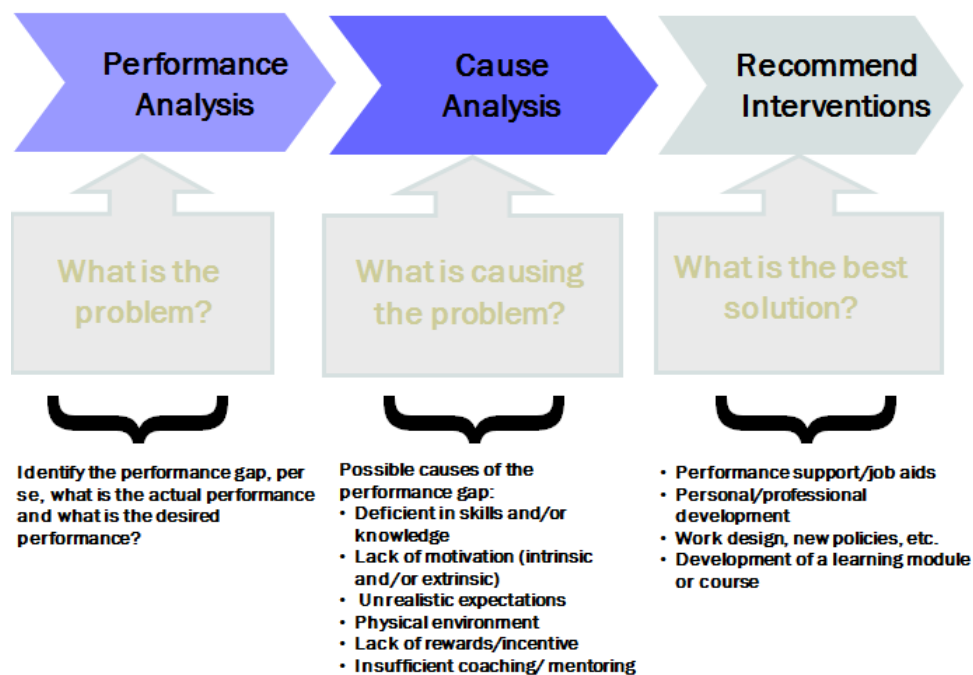 Performance
Analysis
Cause
Analysis
Recommend
Interventions
What is the
problem?
What is causing
the problem?
What is the best
solution?
Identify the performance gap, per
se, what is the actual performance
and what is the desired
performance?
Possible causes of the
performance gap:
• Deficient in skills and/or
knowledge
• Lack of motivation (intrinsic
and/or extrinsic)
• Unrealistic expectations
• Physical environment
• Lack of rewards/incentive
• Insufficient coaching/ mentoring
• Performance support/job aids
• Personal/professional
development
• Work design, new policies, etc.
• Development of a learning module
or course